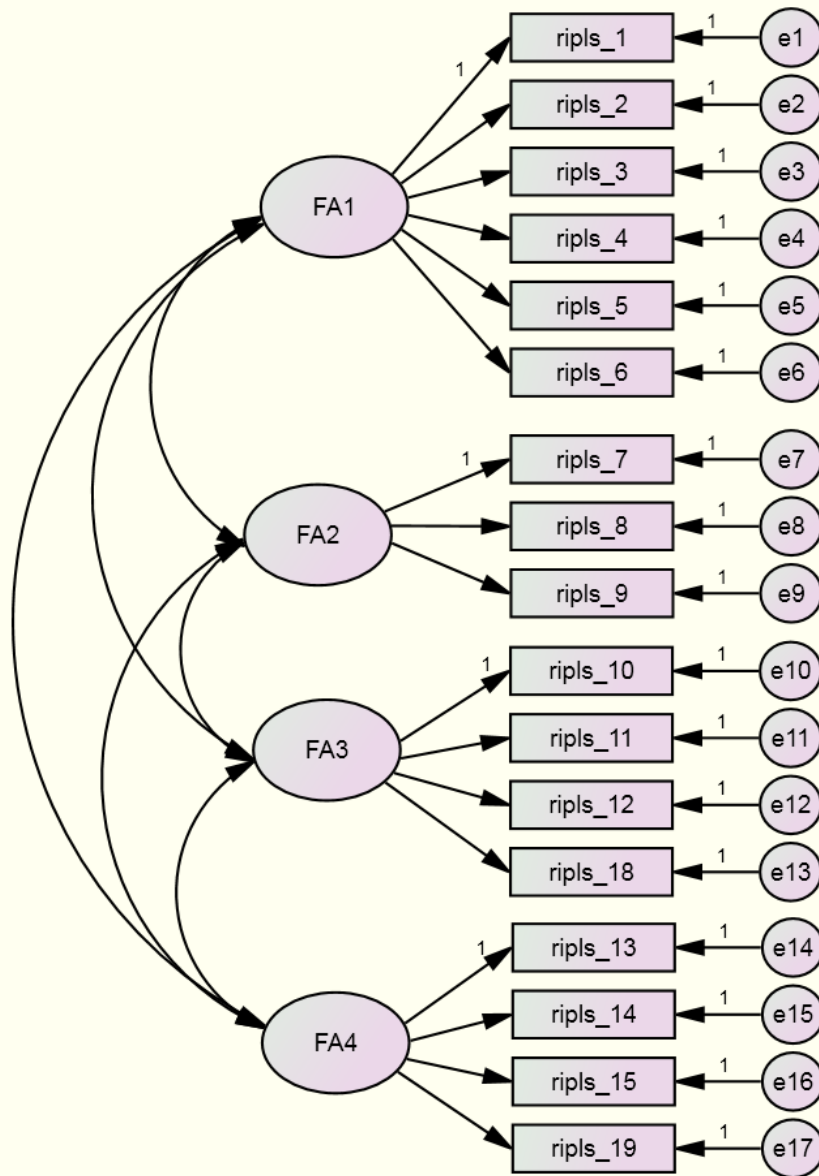 ripls_1 1 e1
1
ripls_2 1 e2
ripls_3 1 e3
FA1
ripls_4 1 e4
ripls_5 1 e5
ripls_6 1 e6
1 ripls_7 1 e7
FA2
ripls_8 1 e8
ripls_9 1 e9
1 ripls_10 1 e10
FA3
ripls_11 1 e11
ripls_12 1 e12
ripls_18 1 e13
1 ripls_13 1 e14
ripls_14 1 e15
FA4
ripls_15 1 e16
ripls_19 1 e17